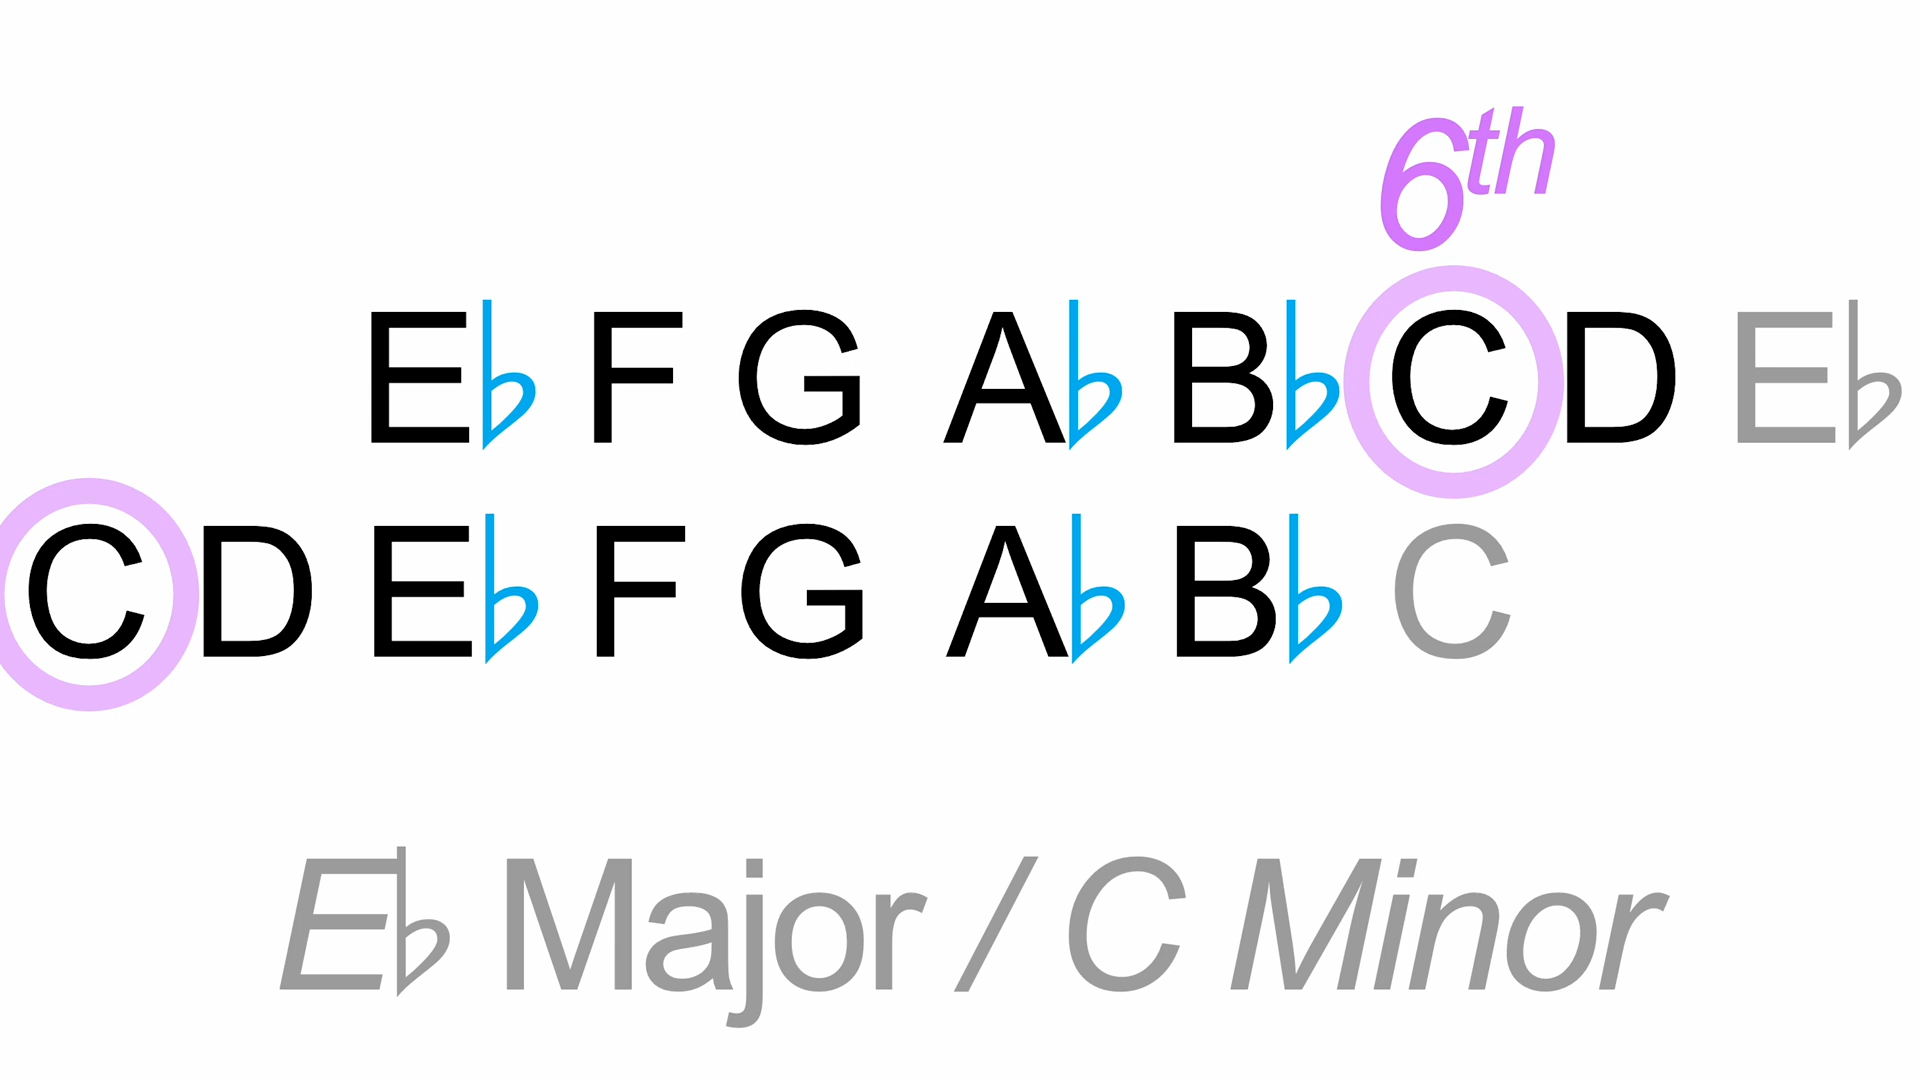 6th
E♭ F G A♭ B♭ C D E♭
C D E♭ F G A♭ B♭ C
E♭ Major / C Minor